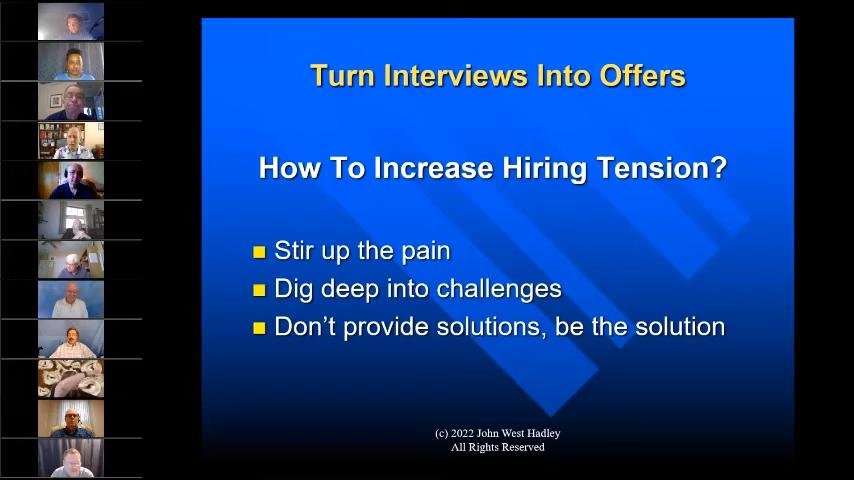 Turn Interviews Into Offers
How To Increase Hiring Tension?
Stir up the pain
Dig deep into challenges
Don't provide solutions, be the solution
(c) 2022 John West Hadley
All Rights Reserved